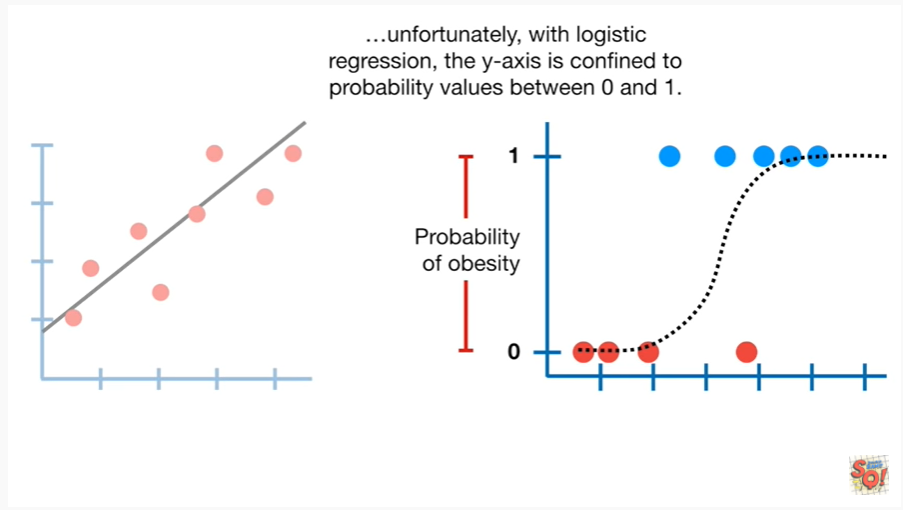 ...unfortunately, with logistic
regression, the y-axis is confined to
probability values between 0 and 1.
1
Probability
of obesity
0
SQ!